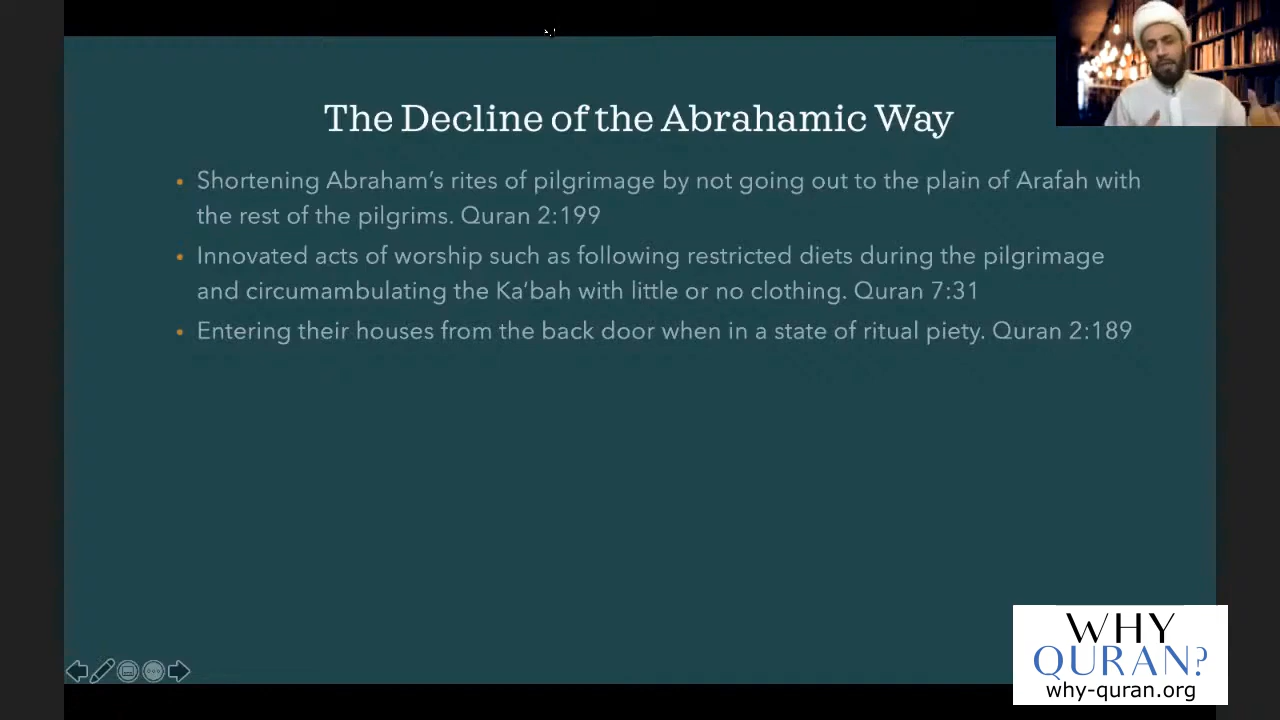 The Decline of the Abrahamic Way
• Shortening Abraham’s rites of pilgrimage by not going out to the plain of Arafah with
the rest of the pilgrims. Quran 2:199
• Innovated acts of worship such as following restricted diets during the pilgrimage
and circumambulating the Ka’bah with little or no clothing. Quran 7:31
• Entering their houses from the back door when in a state of ritual piety. Quran 2:189
WHY
QURAN?
why-quran.org